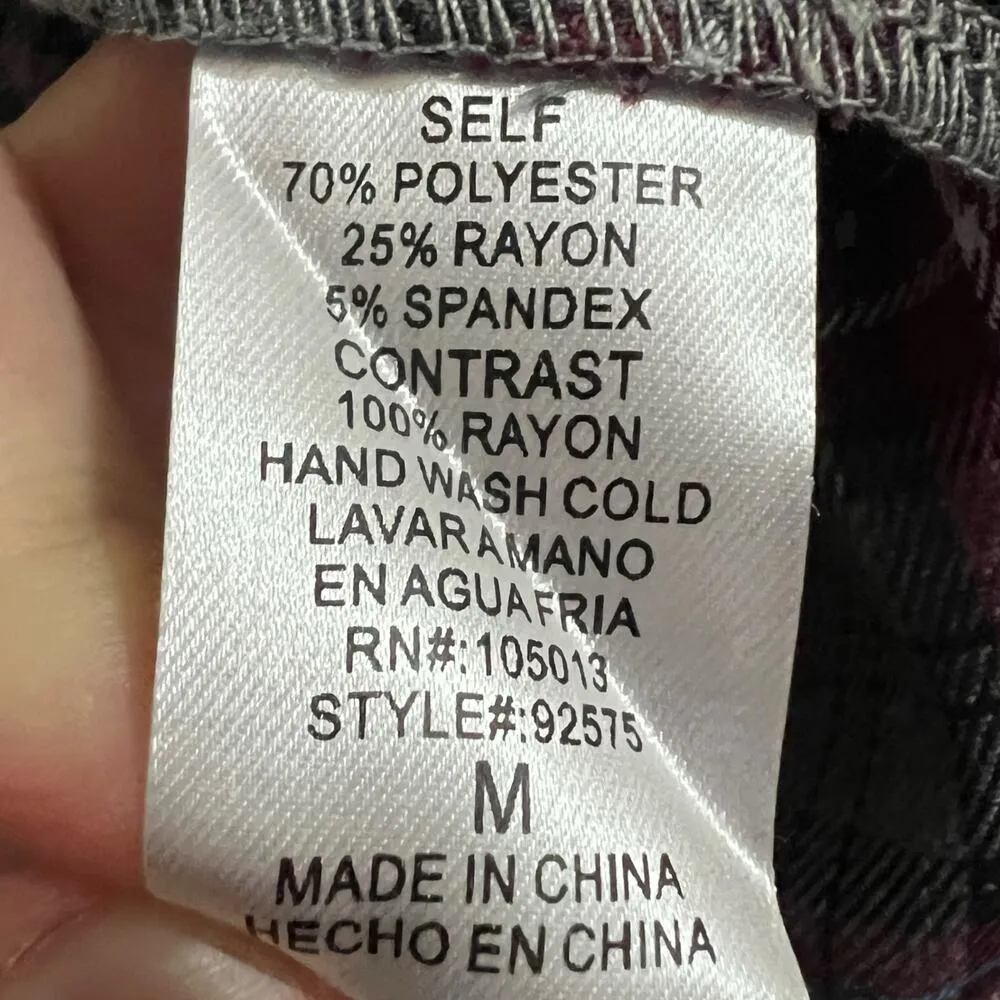 SELF
70% POLYESTER
25% RAYON
5% SPANDEX
CONTRAST
100% RAYON
HAND WASH COLD
LAVAR A MANO
EN AGUA FRIA
RN#:105013
STYLE#:92575
M
MADE IN CHINA
HECHO EN CHINA